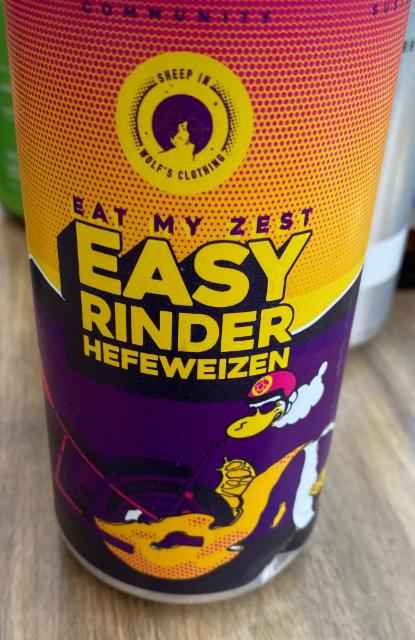 COMMUNITY
SHEEP IN
WOLF'S CLOTHING
EAT MY ZEST
EASY
RINDER
HEFEWEIZEN